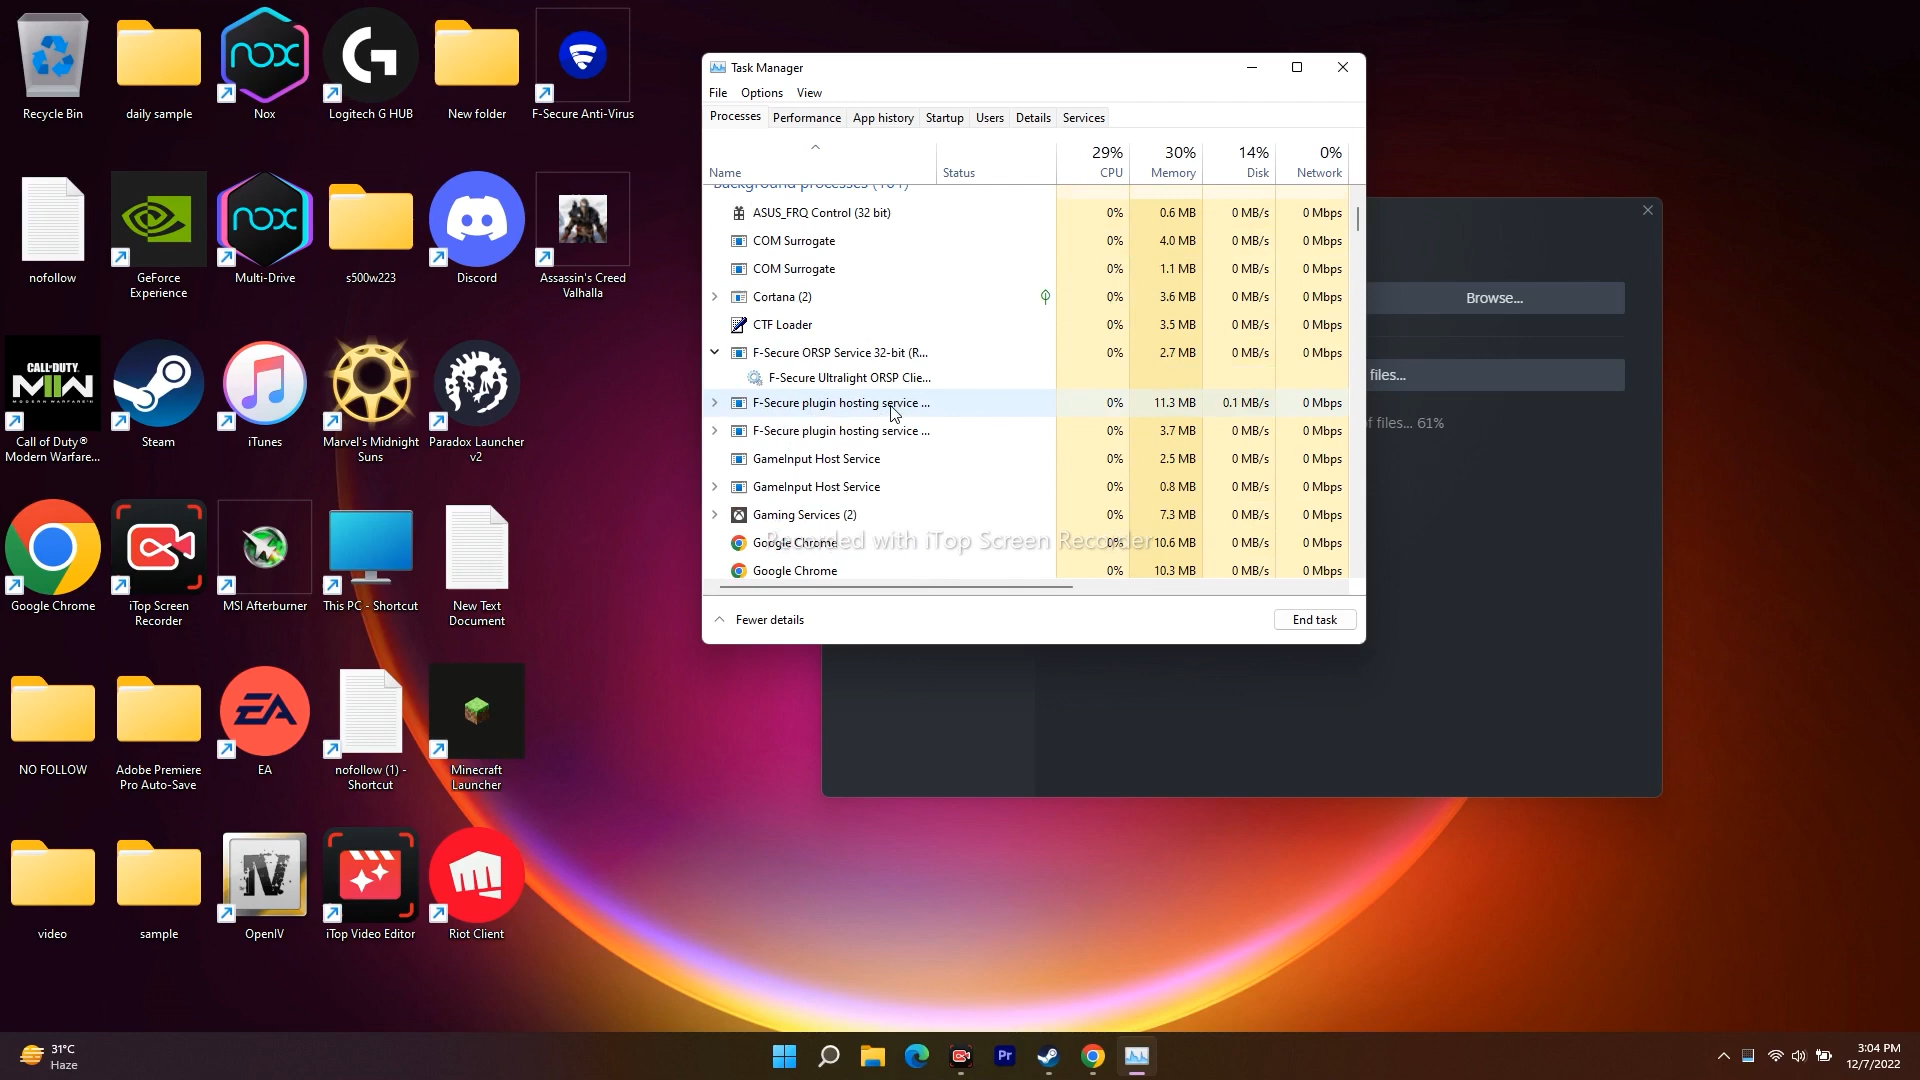 Recycle Bin
daily sample
Nox
Logitech G HUB
New folder
F-Secure Anti-Virus
nofollow
GeForce
Experience
Multi-Drive
s500w223
Discord
Assassin's Creed
Valhalla
CALL OF DUTY
MW
MODERN WARFARE
Call of Duty®
Modern Warfare...
Steam
iTunes
Marvel's Midnight
Suns
Paradox Launcher
v2
Google Chrome
iTop Screen
Recorder
MSI Afterburner
This PC - Shortcut
New Text
Document
NO FOLLOW
Adobe Premiere
Pro Auto-Save
EA
nofollow (1) -
Shortcut
Minecraft
Launcher
video
sample
OpenIV
iTop Video Editor
Riot Client
Task Manager
File Options View
Processes Performance App history Startup Users Details Services
29% 30% 14% 0%
Name Status CPU Memory Disk Network
Background processes (101)
ASUS_FRQ Control (32 bit) 0% 0.6 MB 0 MB/s 0 Mbps
COM Surrogate 0% 4.0 MB 0 MB/s 0 Mbps
COM Surrogate 0% 1.1 MB 0 MB/s 0 Mbps
Cortana (2) 0% 3.6 MB 0 MB/s 0 Mbps
CTF Loader 0% 3.5 MB 0 MB/s 0 Mbps
F-Secure ORSP Service 32-bit (R... 0% 2.7 MB 0 MB/s 0 Mbps
F-Secure Ultralight ORSP Clie...
F-Secure plugin hosting service ... 0% 11.3 MB 0.1 MB/s 0 Mbps
F-Secure plugin hosting service ... 0% 3.7 MB 0 MB/s 0 Mbps
GameInput Host Service 0% 2.5 MB 0 MB/s 0 Mbps
GameInput Host Service 0% 0.8 MB 0 MB/s 0 Mbps
Gaming Services (2) 0% 7.3 MB 0 MB/s 0 Mbps
Google Chrome 0% 10.6 MB 0 MB/s 0 Mbps
Recorded with iTop Screen Recorder
Google Chrome 0% 10.3 MB 0 MB/s 0 Mbps
Fewer details
End task
Browse...
files...
f files... 61%
31°C
Haze
Pr
3:04 PM
12/7/2022